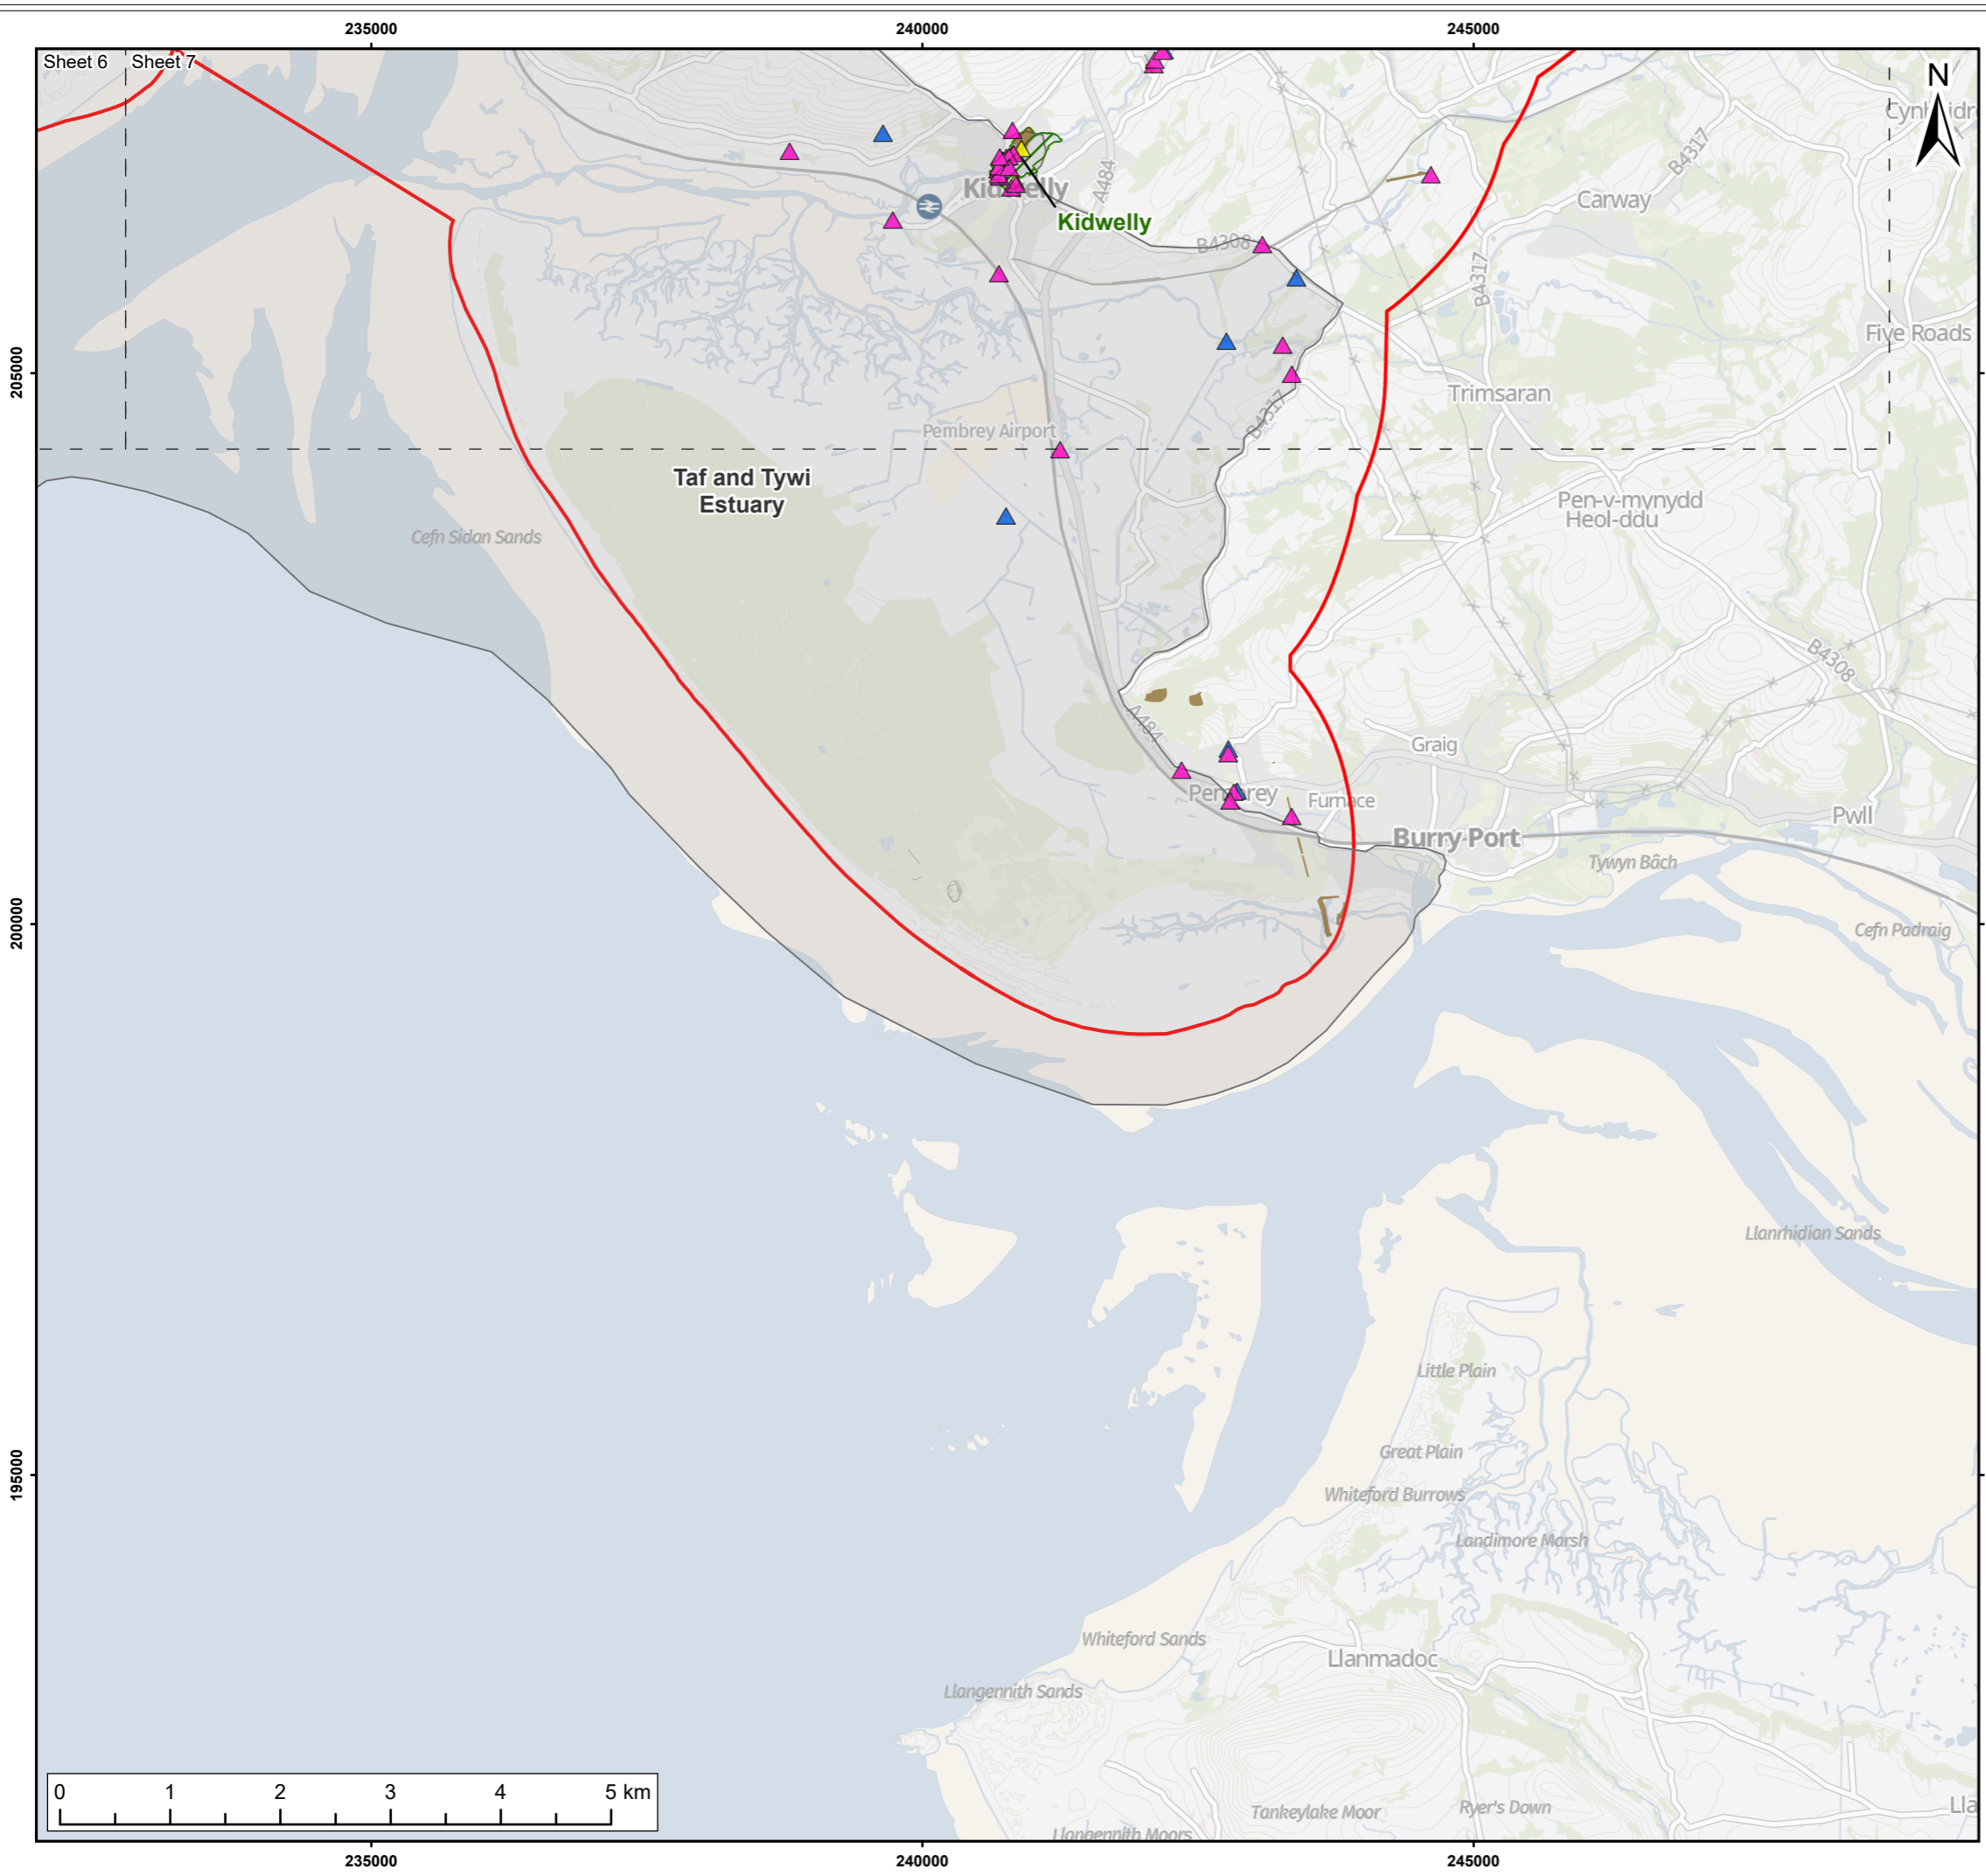 235000
240000
245000
Sheet 6
Sheet 7
N
Kidwelly
A484
Kidwelly
B4308
B4317
Carway
B4317
Five Roads
205000
Trimsaran
B4317
Pembrey Airport
Taf and Tywi
Estuary
Pen-y-mynydd
Heol-ddu
Cefn Sidan Sands
B4308
A484
Graig
Pembrey
Furnace
Pwll
Burry Port
Tywyn Bâch
200000
Cefn Padraig
Llanrhidian Sands
Little Plain
Great Plain
195000
Whiteford Burrows
Landimore Marsh
Whiteford Sands
Llanmadoc
Llangennith Sands
0 1 2 3 4 5 km
Tankeylake Moor
Ryer's Down
Lla
Llangennith Moors
235000
240000
245000